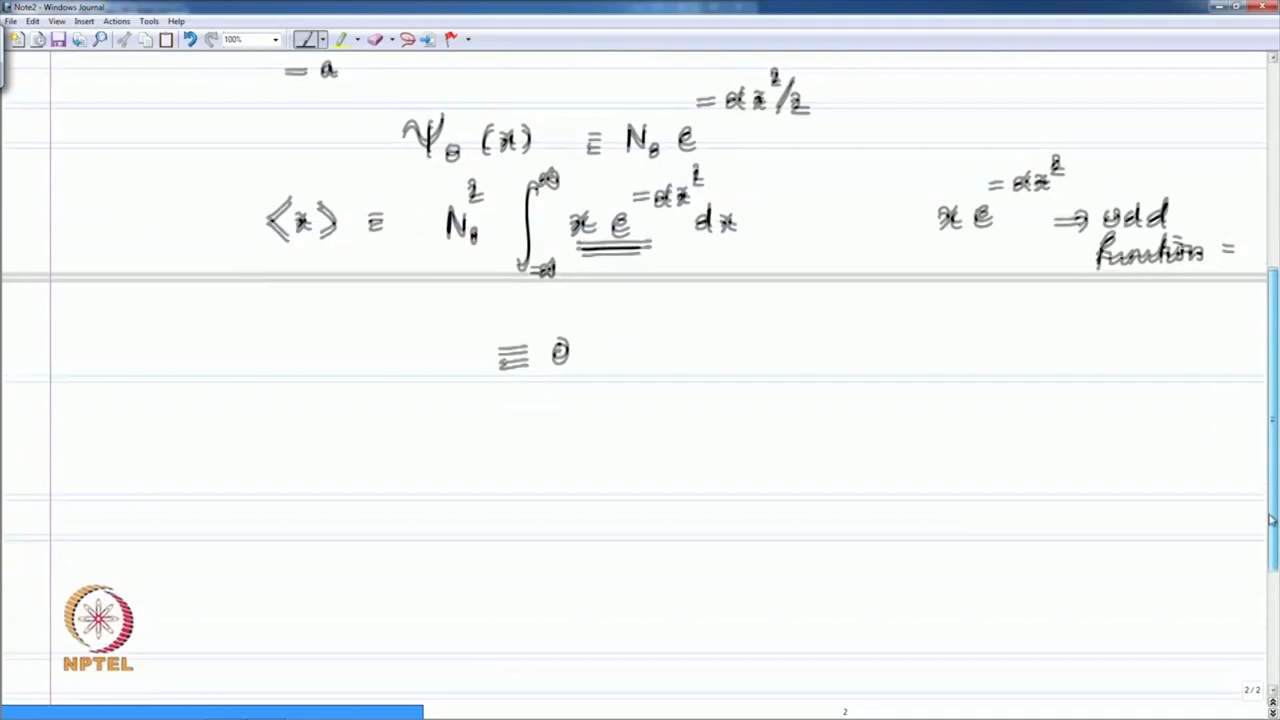 Note2 - Windows Journal
File Edit View Insert Actions Tools Help
100%
= a
ψ₀ (x) = N₀ e^{-αx²/2}
⟨x⟩ = N₀² ∫_{-∞}^{∞} x e^{-αx²} dx
x e^{-αx²} ⇒ odd
function -
= 0
NPTEL
2 / 2
2